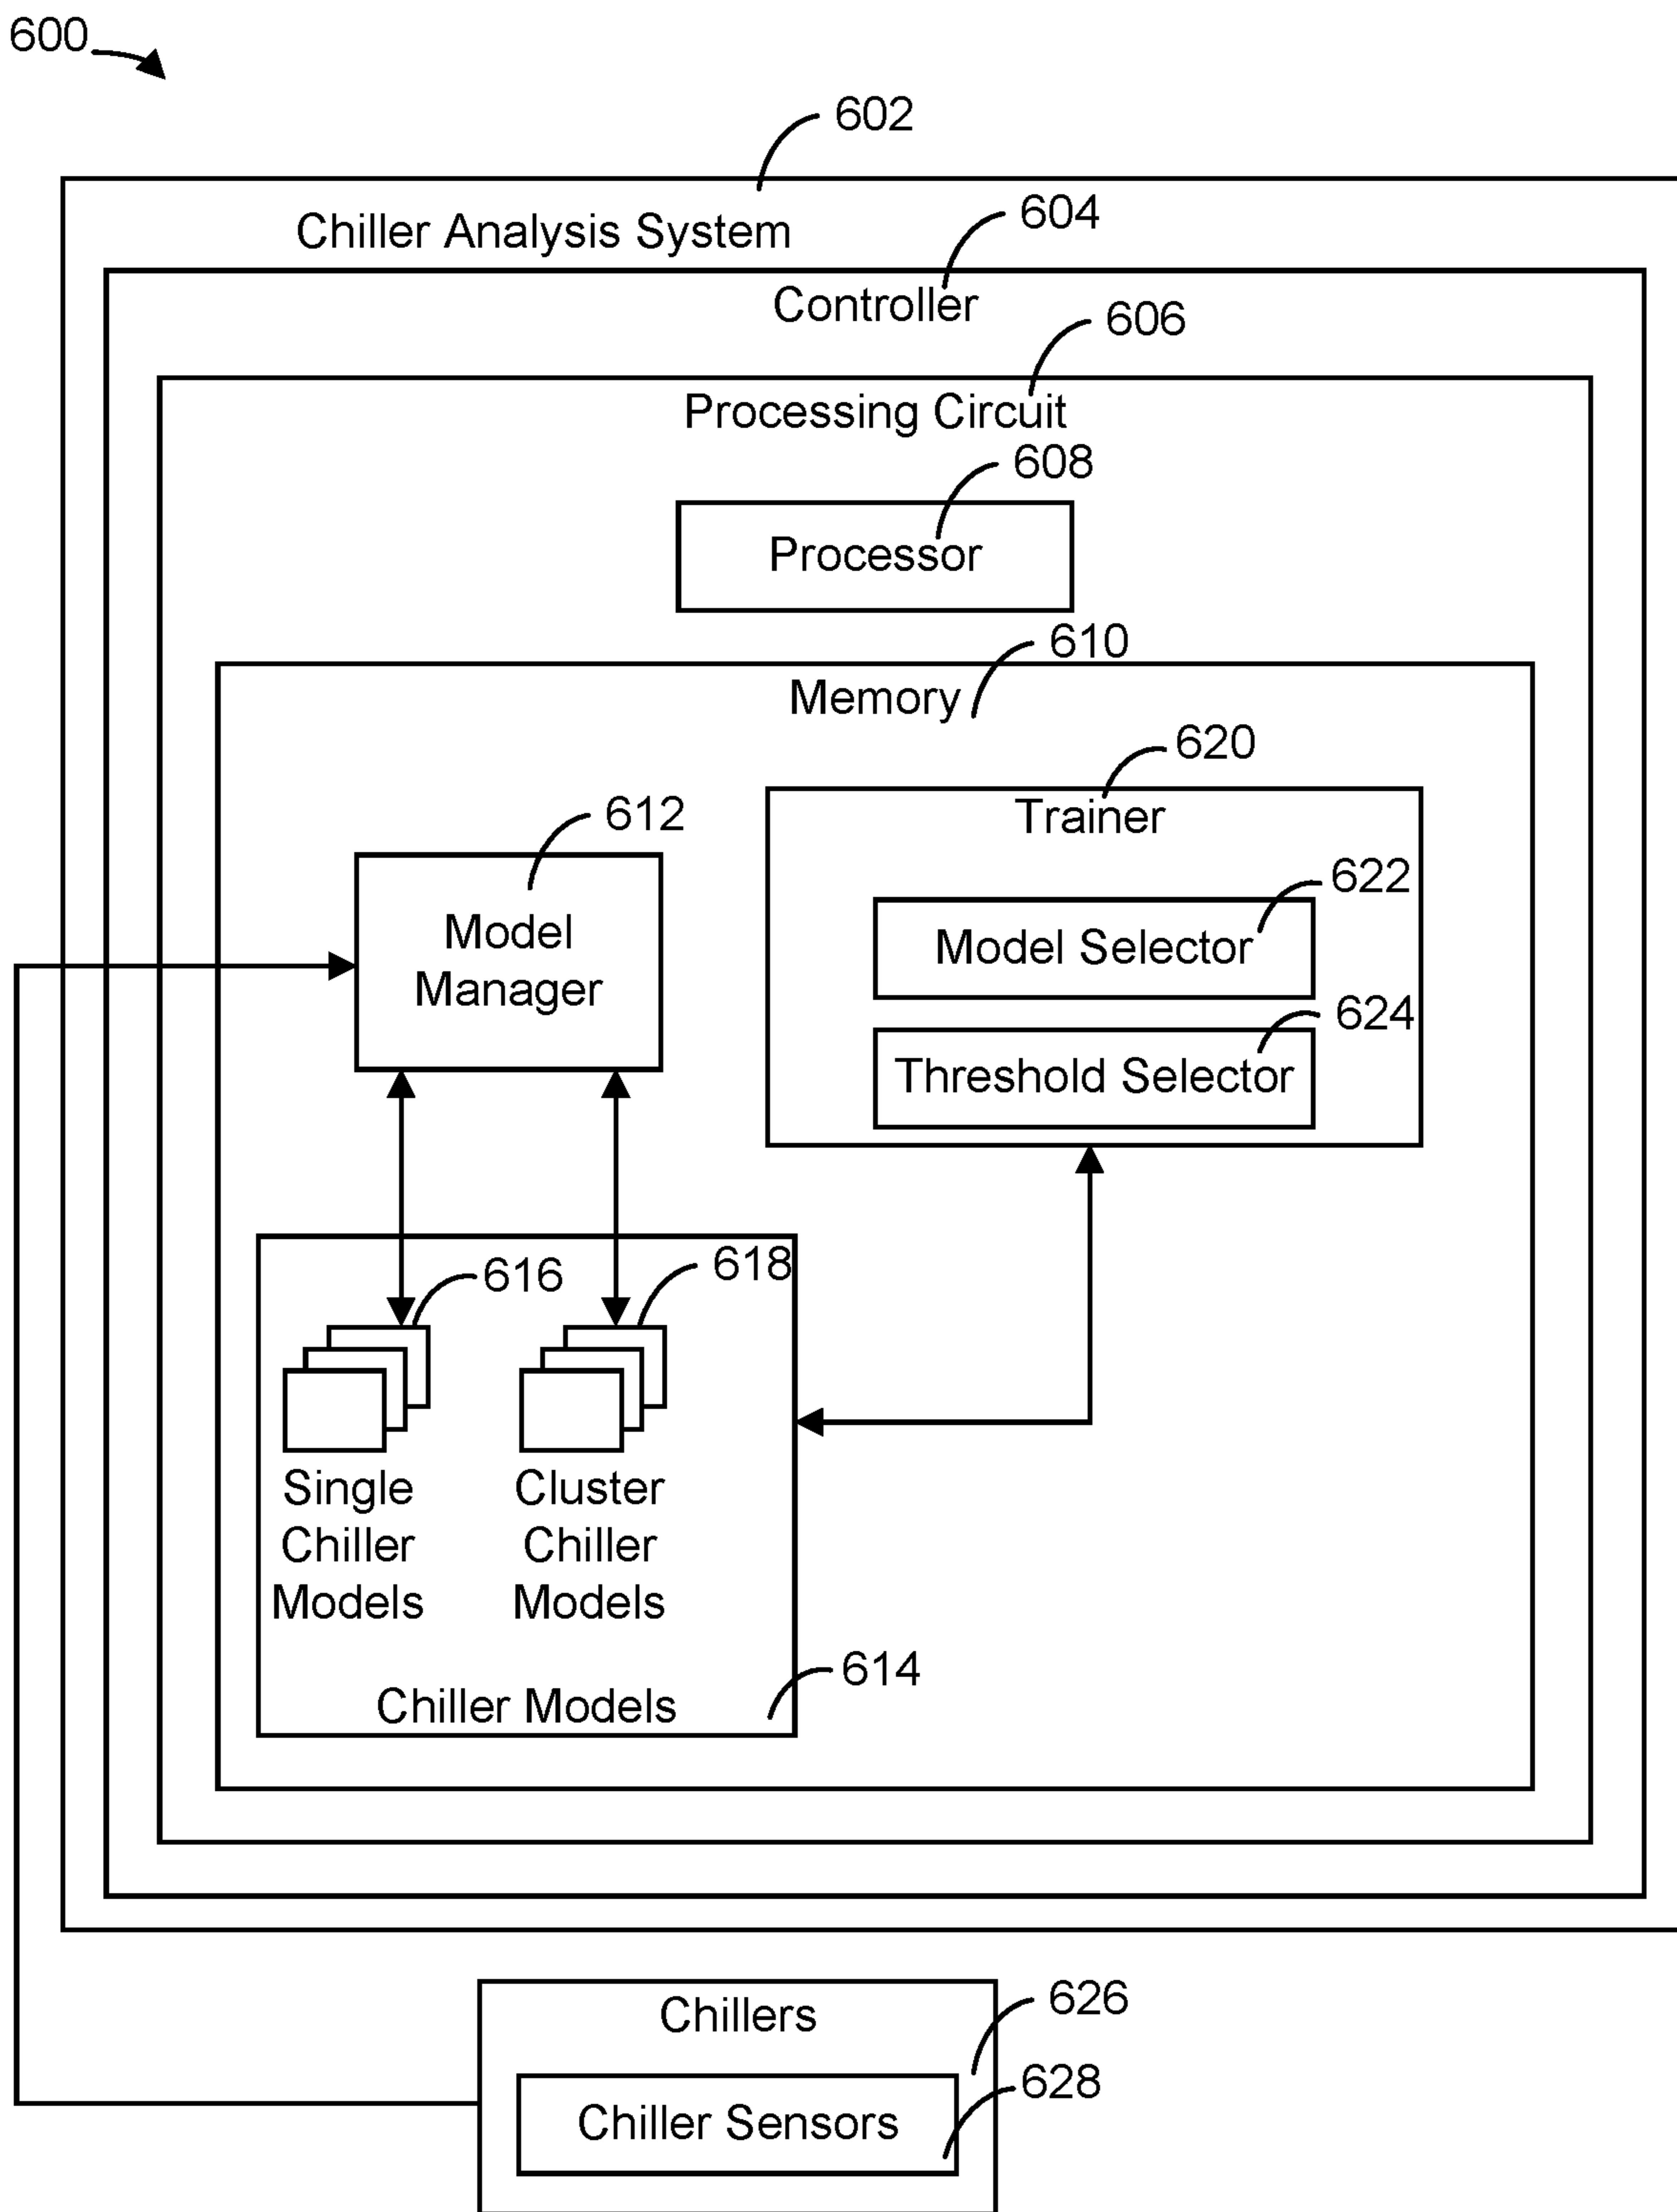 600
602
Chiller Analysis System
604
Controller
606
Processing Circuit
608
Processor
610
Memory
620
Trainer
612
Model
Manager
622
Model Selector
624
Threshold Selector
616
618
Single
Chiller
Models
Cluster
Chiller
Models
614
Chiller Models
626
Chillers
628
Chiller Sensors